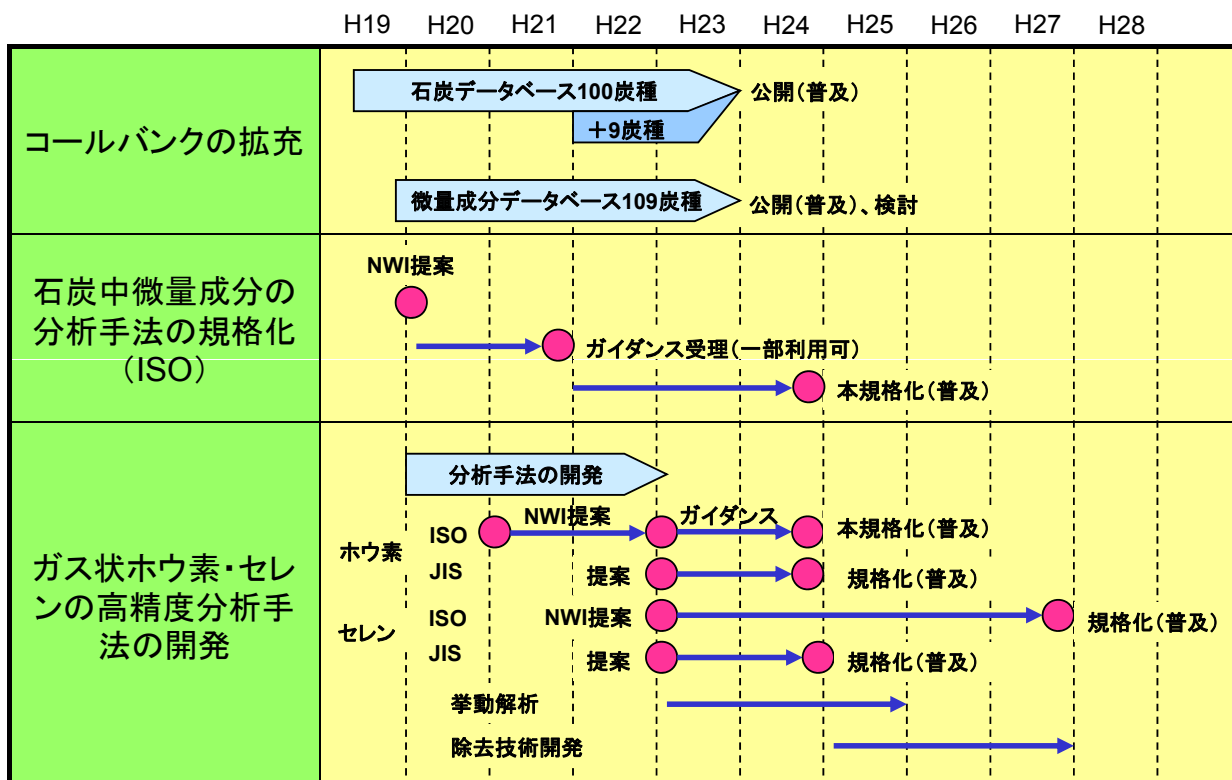 H19 H20 H21 H22 H23 H24 H25 H26 H27 H28
コールバンクの拡充
石炭データベース100炭種
公開(普及)
+9炭種
微量成分データベース109炭種
公開(普及)、検討
石炭中微量成分の
分析手法の規格化
(ISO)
NWI提案
ガイダンス受理(一部利用可)
本規格化(普及)
ガス状ホウ素・セレ
ンの高精度分析手
法の開発
分析手法の開発
ホウ素
ISO NWI提案 ガイダンス 本規格化(普及)
JIS 提案 規格化(普及)
セレン
ISO NWI提案 規格化(普及)
JIS 提案 規格化(普及)
挙動解析
除去技術開発